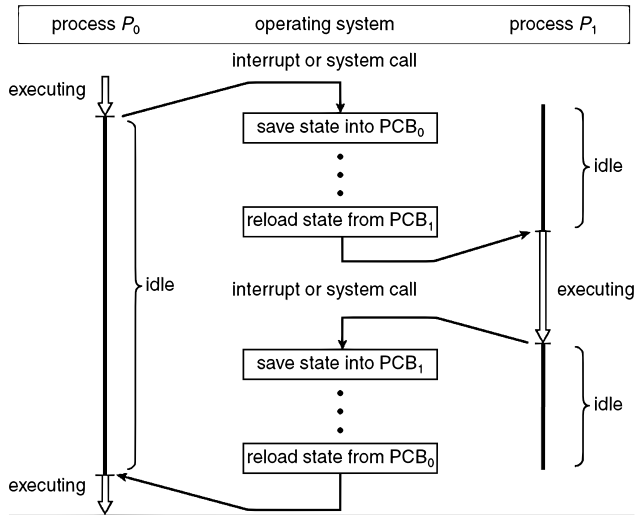 process P₀ operating system process P₁
interrupt or system call
executing
save state into PCB₀
idle
reload state from PCB₁
idle
interrupt or system call
executing
save state into PCB₁
idle
reload state from PCB₀
executing